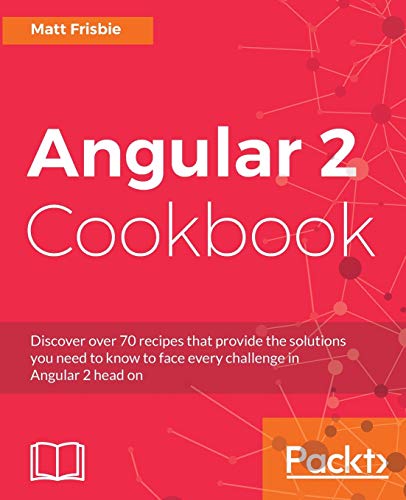 Matt Frisbie
Angular 2
Cookbook
Discover over 70 recipes that provide the solutions
you need to know to face every challenge in
Angular 2 head on
Packt>